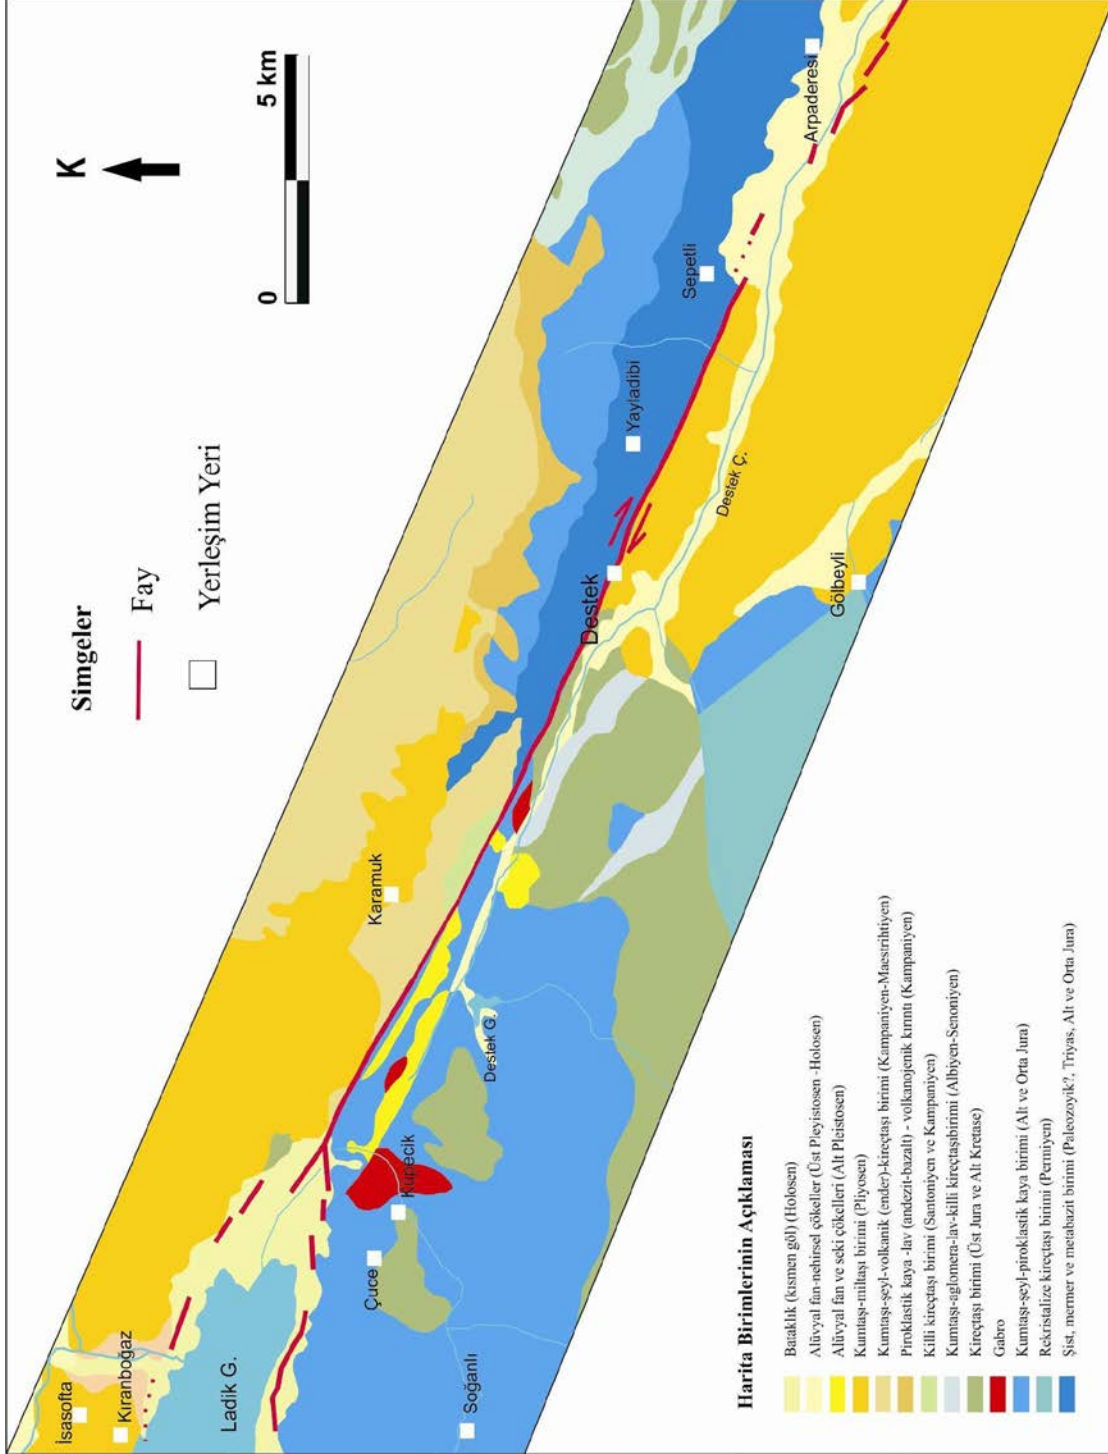 K
0
5 km
Simgeler
Fay
Yerleşim Yeri
İsasofta
Kıranboğaz
Ladik G.
Soğanlı
Çuce
Kupecik
Karamuk
Destek G.
Destek
Yayladibi
Sepetli
Arpaderesi
Destek Ç.
Gölbeyli
Harita Birimlerinin Açıklaması
Bataklık (kısmen göl) (Holosen)
Alüvyal fan-nehirsel çökeller (Üst Pleyistosen -Holosen)
Alüvyal fan ve seki çökelleri (Alt Pleistosen)
Kumtaşı-miltaşı birimi (Pliyosen)
Kumtaşı-şeyl-volkanik (ender)-kireçtaşı birimi (Kampaniyen-Maestrihtiyen)
Piroklastik kaya -lav (andezit-bazalt) - volkanojenik kırıntı (Kampaniyen)
Killi kireçtaşı birimi (Santoniyen ve Kampaniyen)
Kumtaşı-aglomera-lav-killi kireçtaşıbirimi (Albiyen-Senoniyen)
Kireçtaşı birimi (Üst Jura ve Alt Kretase)
Gabro
Kumtaşı-şeyl-piroklastik kaya birimi (Alt ve Orta Jura)
Rekristalize kireçtaşı birimi (Permiyen)
Şist, mermer ve metabazit birimi (Paleozoyik?, Triyas, Alt ve Orta Jura)